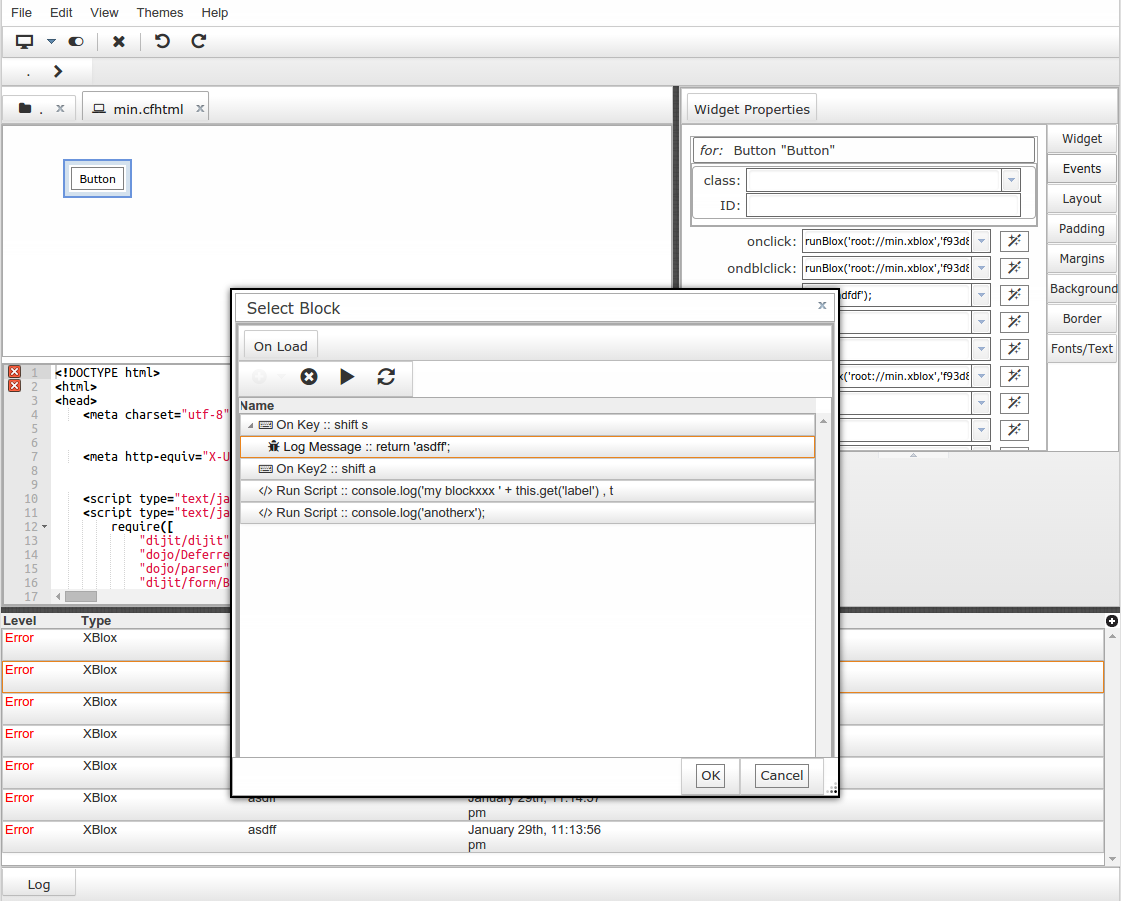 File Edit View Themes Help
.
. x min.cfhtml x
Widget Properties
Button
for: Button "Button"
class:
ID:
onclick: runBlox('root://min.xblox','f93d8
ondblclick: runBlox('root://min.xblox','f93d8
adfdf');
x('root://min.xblox','f93d8
Widget
Events
Layout
Padding
Margins
Background
Border
Fonts/Text
Select Block x
On Load
Name
On Key :: shift s
Log Message :: return 'asdff';
On Key2 :: shift a
</> Run Script :: console.log('my blockxxx ' + this.get('label') , t
</> Run Script :: console.log('anotherx');
OK Cancel
1 <!DOCTYPE html>
2 <html>
3 <head>
4 <meta charset="utf-8"
5
6
7 <meta http-equiv="X-U
8
9
10 <script type="text/ja
11 <script type="text/ja
12 require([
13 "dijit/dijit"
14 "dojo/Deferre
15 "dojo/parser"
16 "dijit/form/B
17
Level Type
Error XBlox
Error XBlox
Error XBlox
Error XBlox
Error XBlox
Error XBlox asdff January 29th, 11:14:57
pm
Error XBlox asdff January 29th, 11:13:56
pm
Log